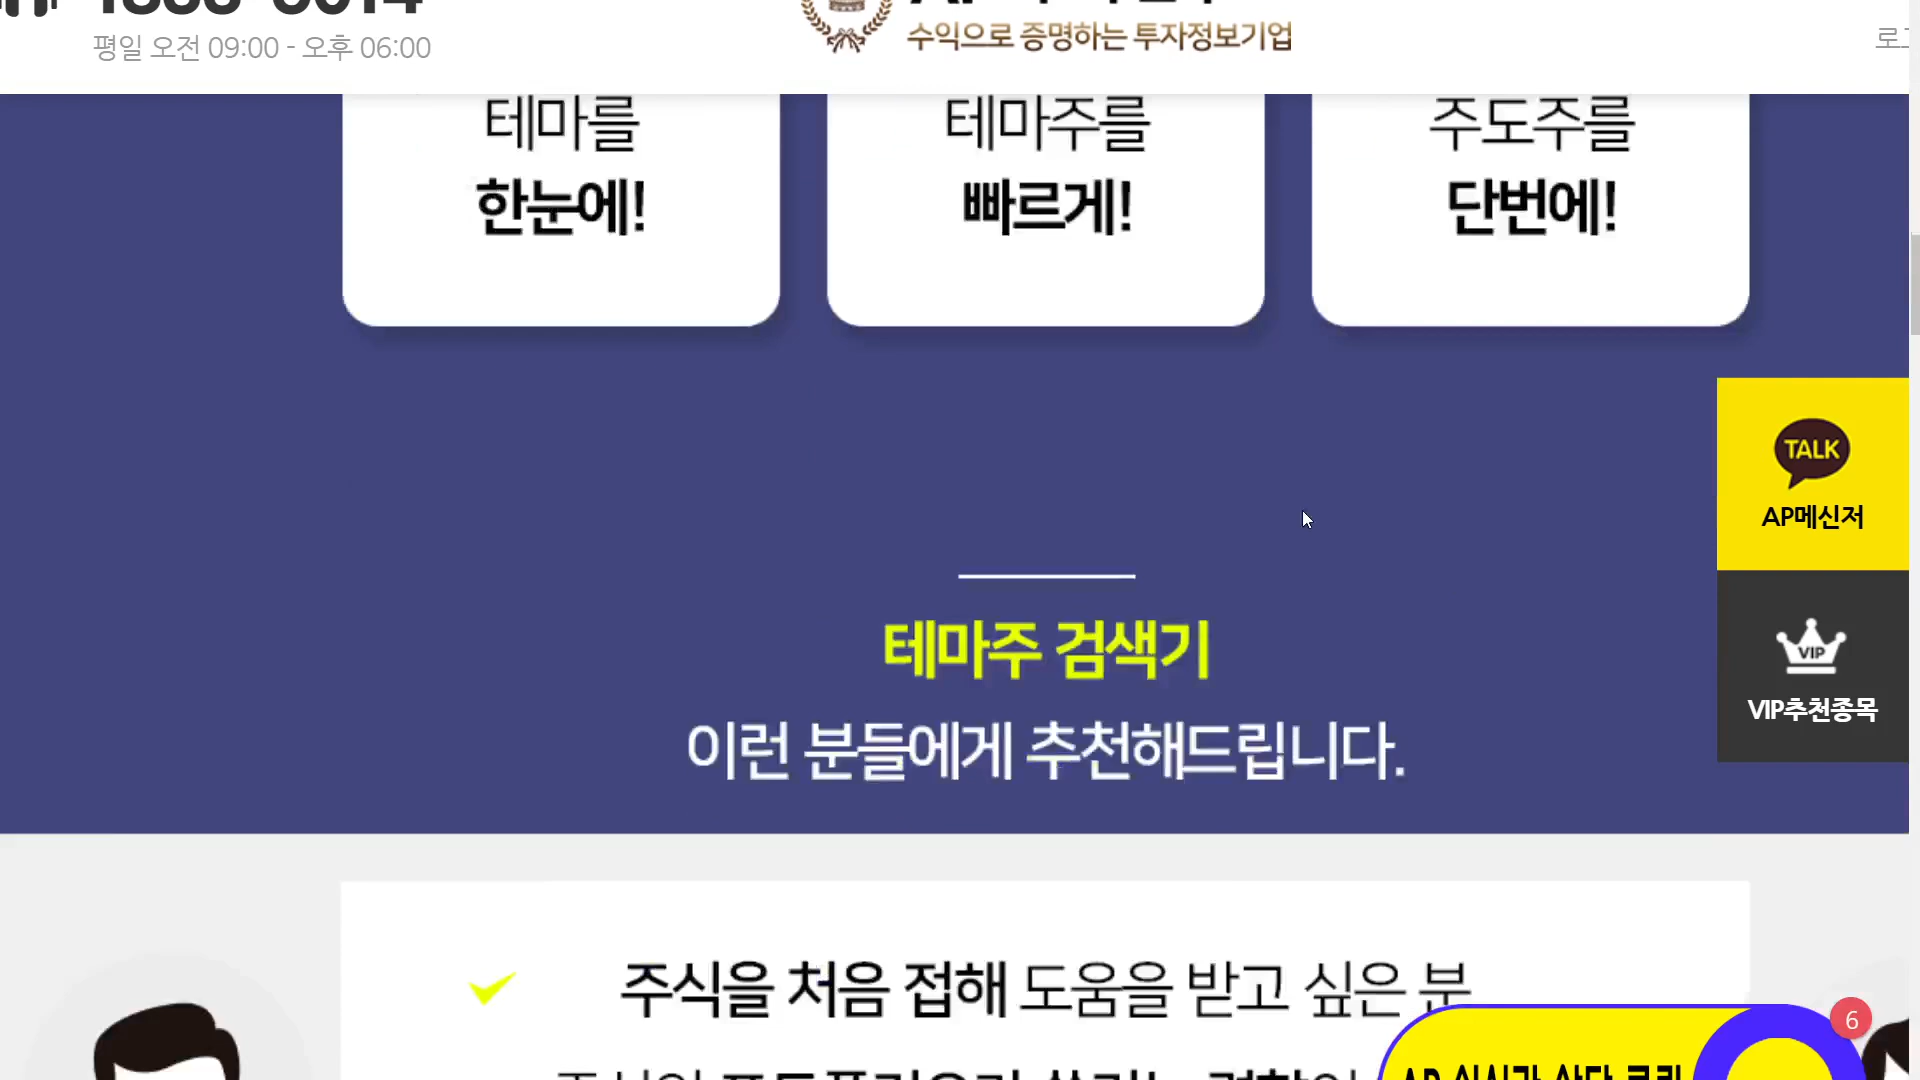 평일 오전 09:00 - 오후 06:00
수익으로 증명하는 투자정보기업
테마를
한눈에!
테마주를
빠르게!
주도주를
단번에!
TALK
AP메신저
VIP
VIP추천종목
테마주 검색기
이런 분들에게 추천해드립니다.
주식을 처음 접해 도움을 받고 싶은 분
6